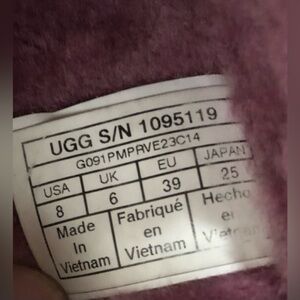 UGG S/N 1095119
G091PMPRVE23C14
USA UK EU JAPAN
8 6 39 25
Made Fabriqué Hecho
In en en
Vietnam Vietnam Vietnam